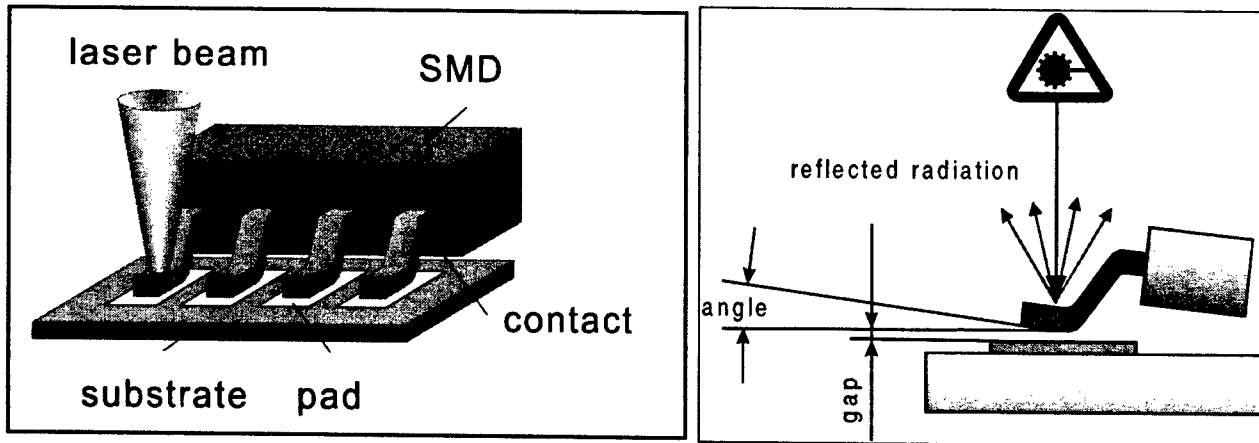 laser beam
SMD
contact
substrate pad
reflected radiation
angle
gap